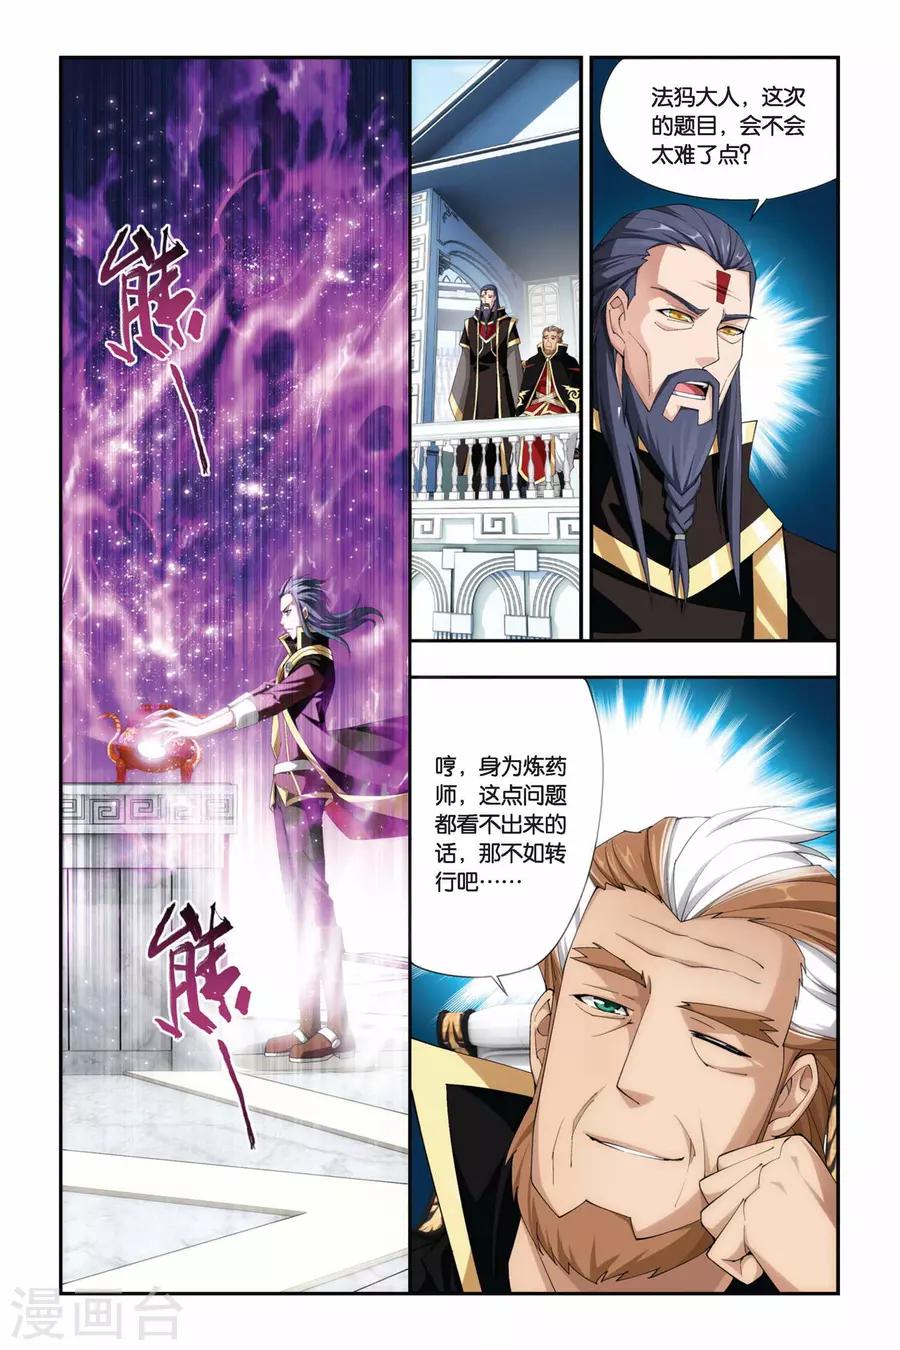 法犸大人，这次
的题目，会不会
太难了点？
熊
熊
哼，身为炼药
师，这点问题
都看不出来的
话，那不如转
行吧……
漫画台